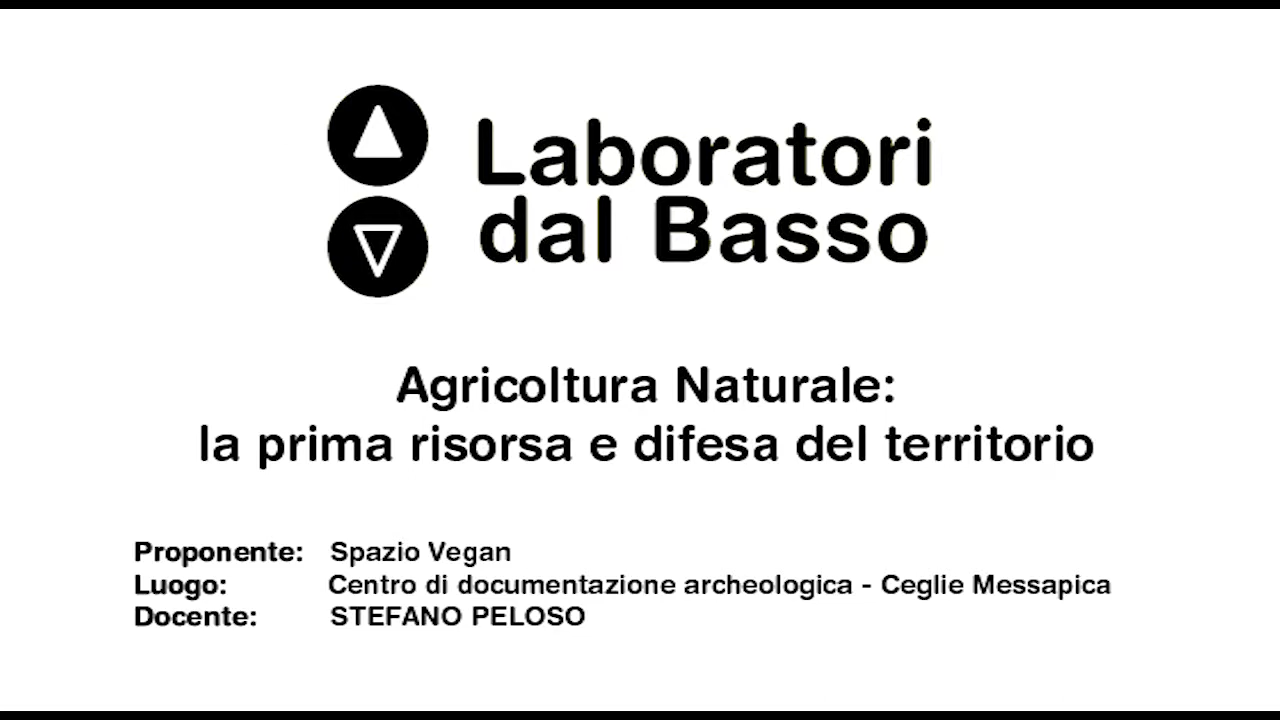 Laboratori
dal Basso
Agricoltura Naturale:
la prima risorsa e difesa del territorio
Proponente: Spazio Vegan
Luogo: Centro di documentazione archeologica - Ceglie Messapica
Docente: STEFANO PELOSO